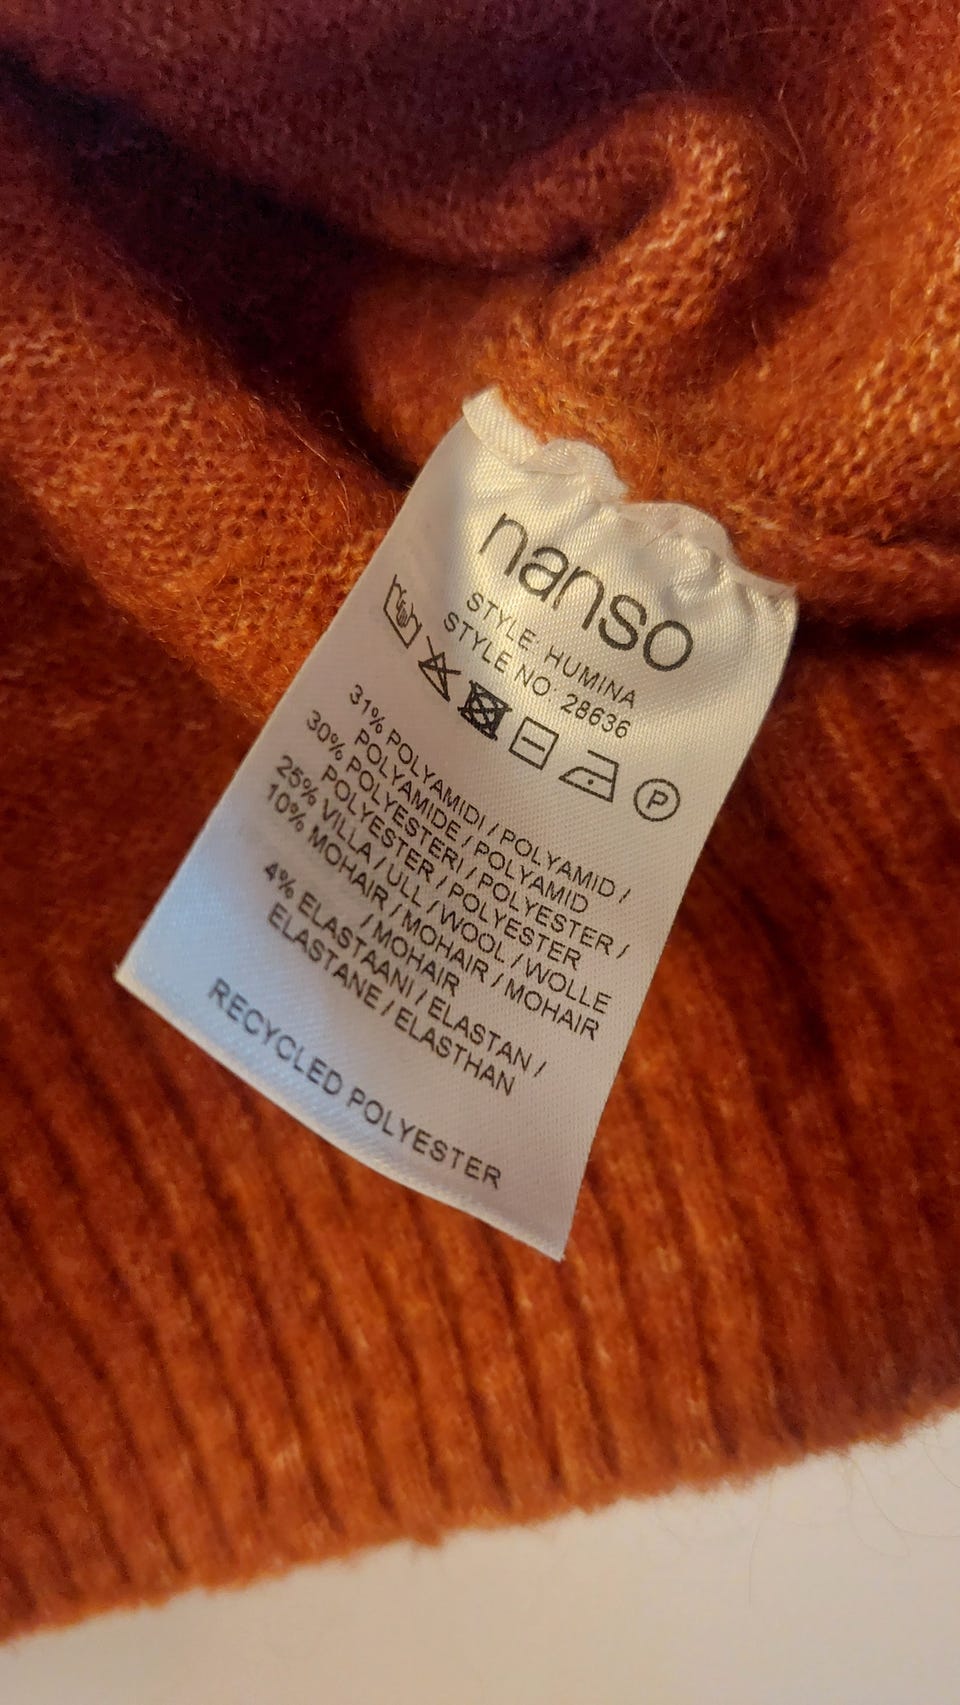 nanso
STYLE: HUMINA
STYLE NO: 28636
P
31% POLYAMIDI / POLYAMID /
POLYAMIDE / POLYAMID
30% POLYESTERI / POLYESTER /
POLYESTER / POLYESTER
25% VILLA / ULL / WOOL / WOLLE
10% MOHAIR / MOHAIR / MOHAIR
/ MOHAIR
4% ELASTAANI / ELASTAN /
ELASTANE / ELASTHAN
RECYCLED POLYESTER